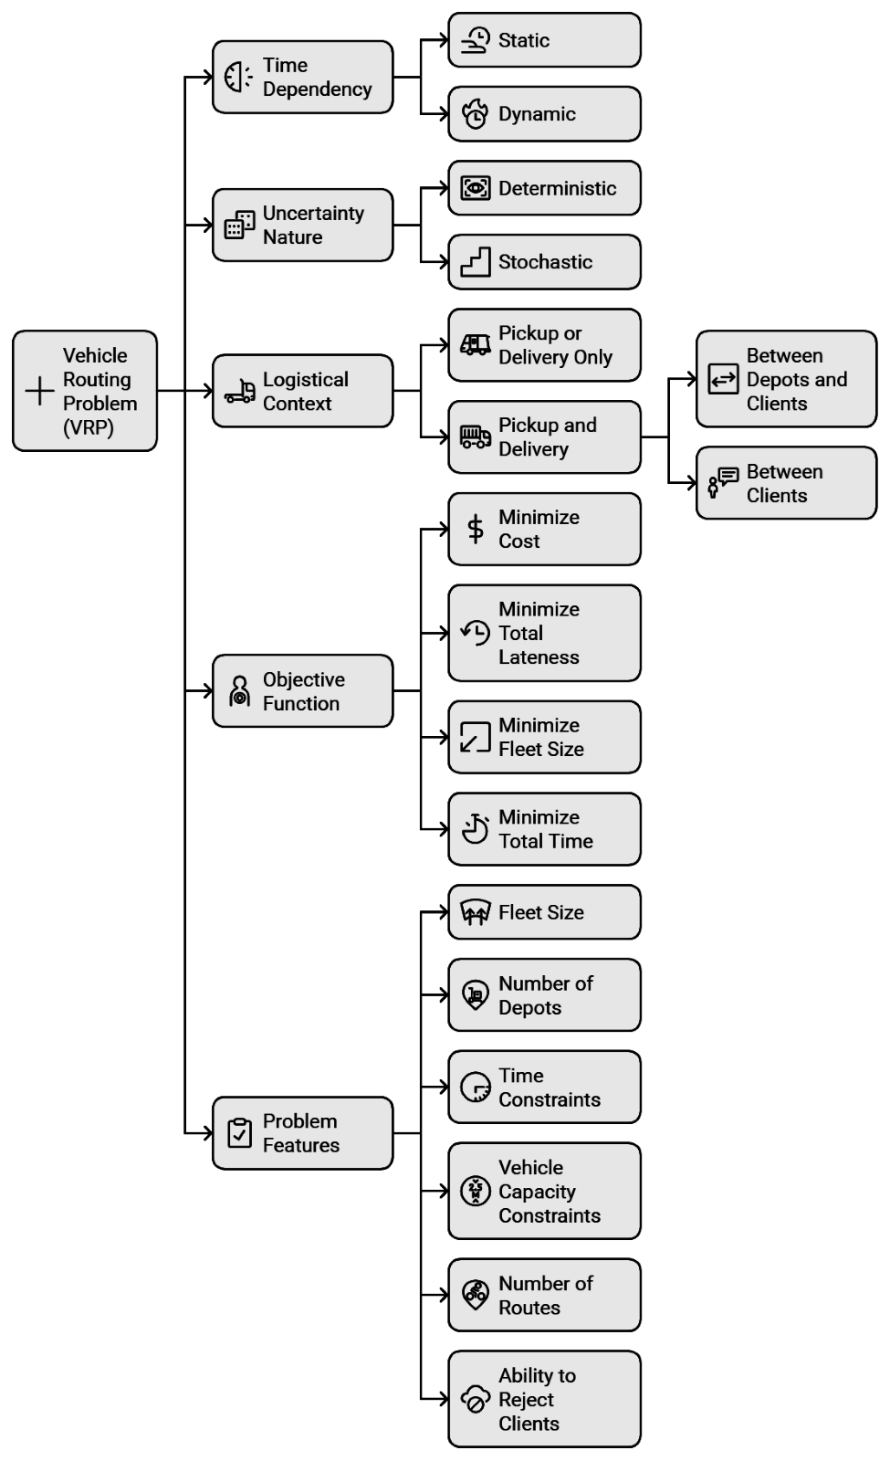 Vehicle
Routing
Problem
(VRP)
Time
Dependency
Static
Dynamic
Uncertainty
Nature
Deterministic
Stochastic
Logistical
Context
Pickup or
Delivery Only
Pickup and
Delivery
Between
Depots and
Clients
Between
Clients
Objective
Function
$
Minimize
Cost
Minimize
Total
Lateness
Minimize
Fleet Size
Minimize
Total Time
Problem
Features
Fleet Size
Number of
Depots
Time
Constraints
2.5
M
Vehicle
Capacity
Constraints
Number of
Routes
Ability to
Reject
Clients